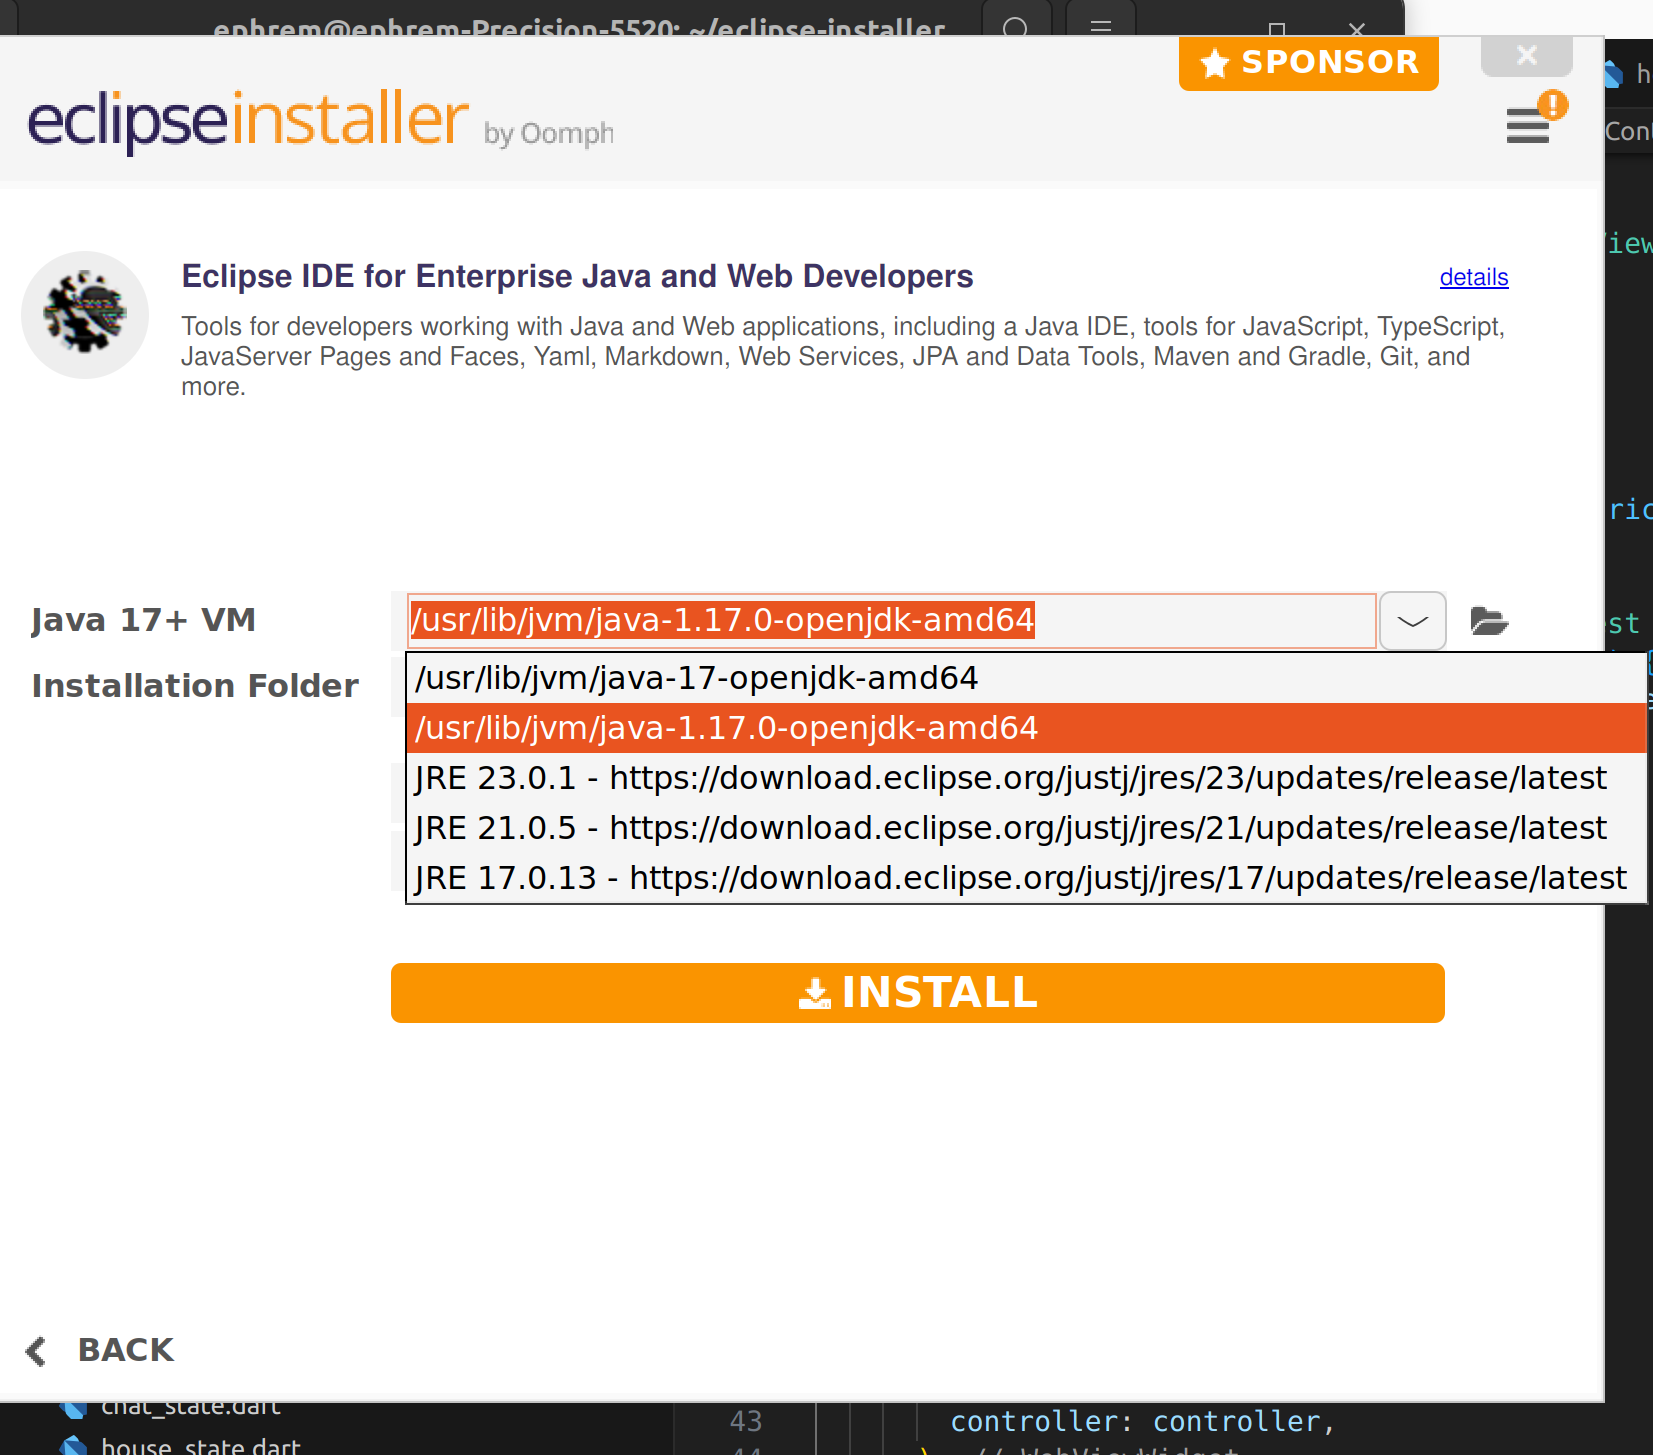 ephrem@ephrem-Precision-5520: ~/eclipse-installer
SPONSOR
eclipseinstaller by Oomph
Eclipse IDE for Enterprise Java and Web Developers
details
Tools for developers working with Java and Web applications, including a Java IDE, tools for JavaScript, TypeScript,
JavaServer Pages and Faces, Yaml, Markdown, Web Services, JPA and Data Tools, Maven and Gradle, Git, and
more.
Java 17+ VM
/usr/lib/jvm/java-1.17.0-openjdk-amd64
Installation Folder
/usr/lib/jvm/java-17-openjdk-amd64
/usr/lib/jvm/java-1.17.0-openjdk-amd64
JRE 23.0.1 - https://download.eclipse.org/justj/jres/23/updates/release/latest
JRE 21.0.5 - https://download.eclipse.org/justj/jres/21/updates/release/latest
JRE 17.0.13 - https://download.eclipse.org/justj/jres/17/updates/release/latest
INSTALL
BACK
chat_state.dart
house_state.dart
43 controller: controller,
44 ) // WebViewWidget